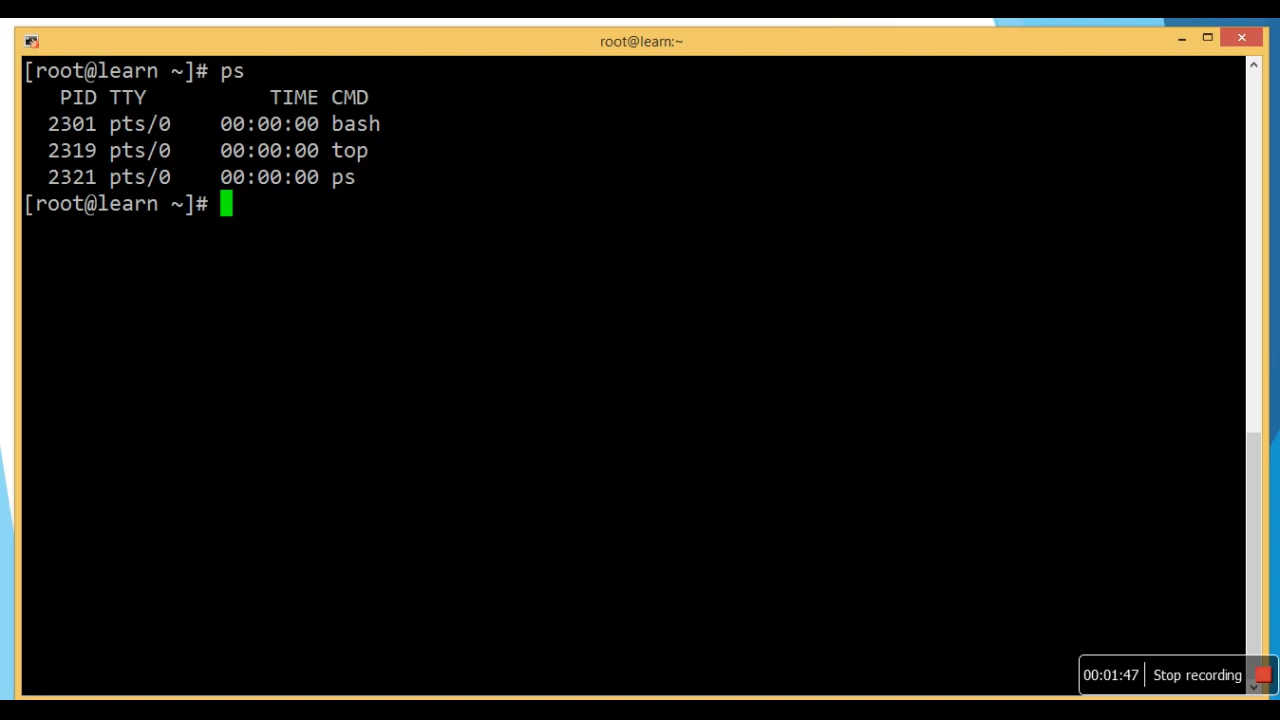 root@learn:~
[root@learn ~]# ps
PID TTY TIME CMD
2301 pts/0 00:00:00 bash
2319 pts/0 00:00:00 top
2321 pts/0 00:00:00 ps
[root@learn ~]#
00:01:47 Stop recording